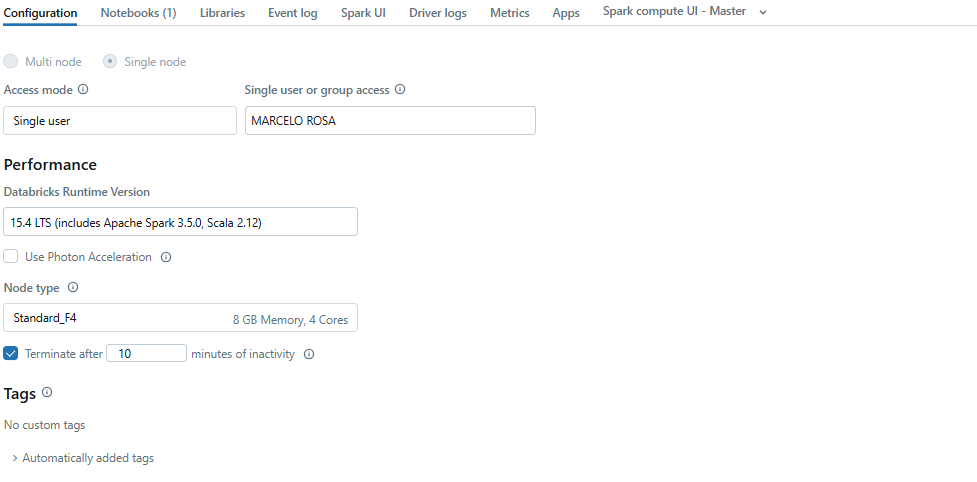 Configuration Notebooks (1) Libraries Event log Spark UI Driver logs Metrics Apps Spark compute UI - Master
Multi node Single node
Access mode Single user or group access
Single user MARCELO ROSA
Performance
Databricks Runtime Version
15.4 LTS (includes Apache Spark 3.5.0, Scala 2.12)
Use Photon Acceleration
Node type
Standard_F4 8 GB Memory, 4 Cores
Terminate after 10 minutes of inactivity
Tags
No custom tags
Automatically added tags